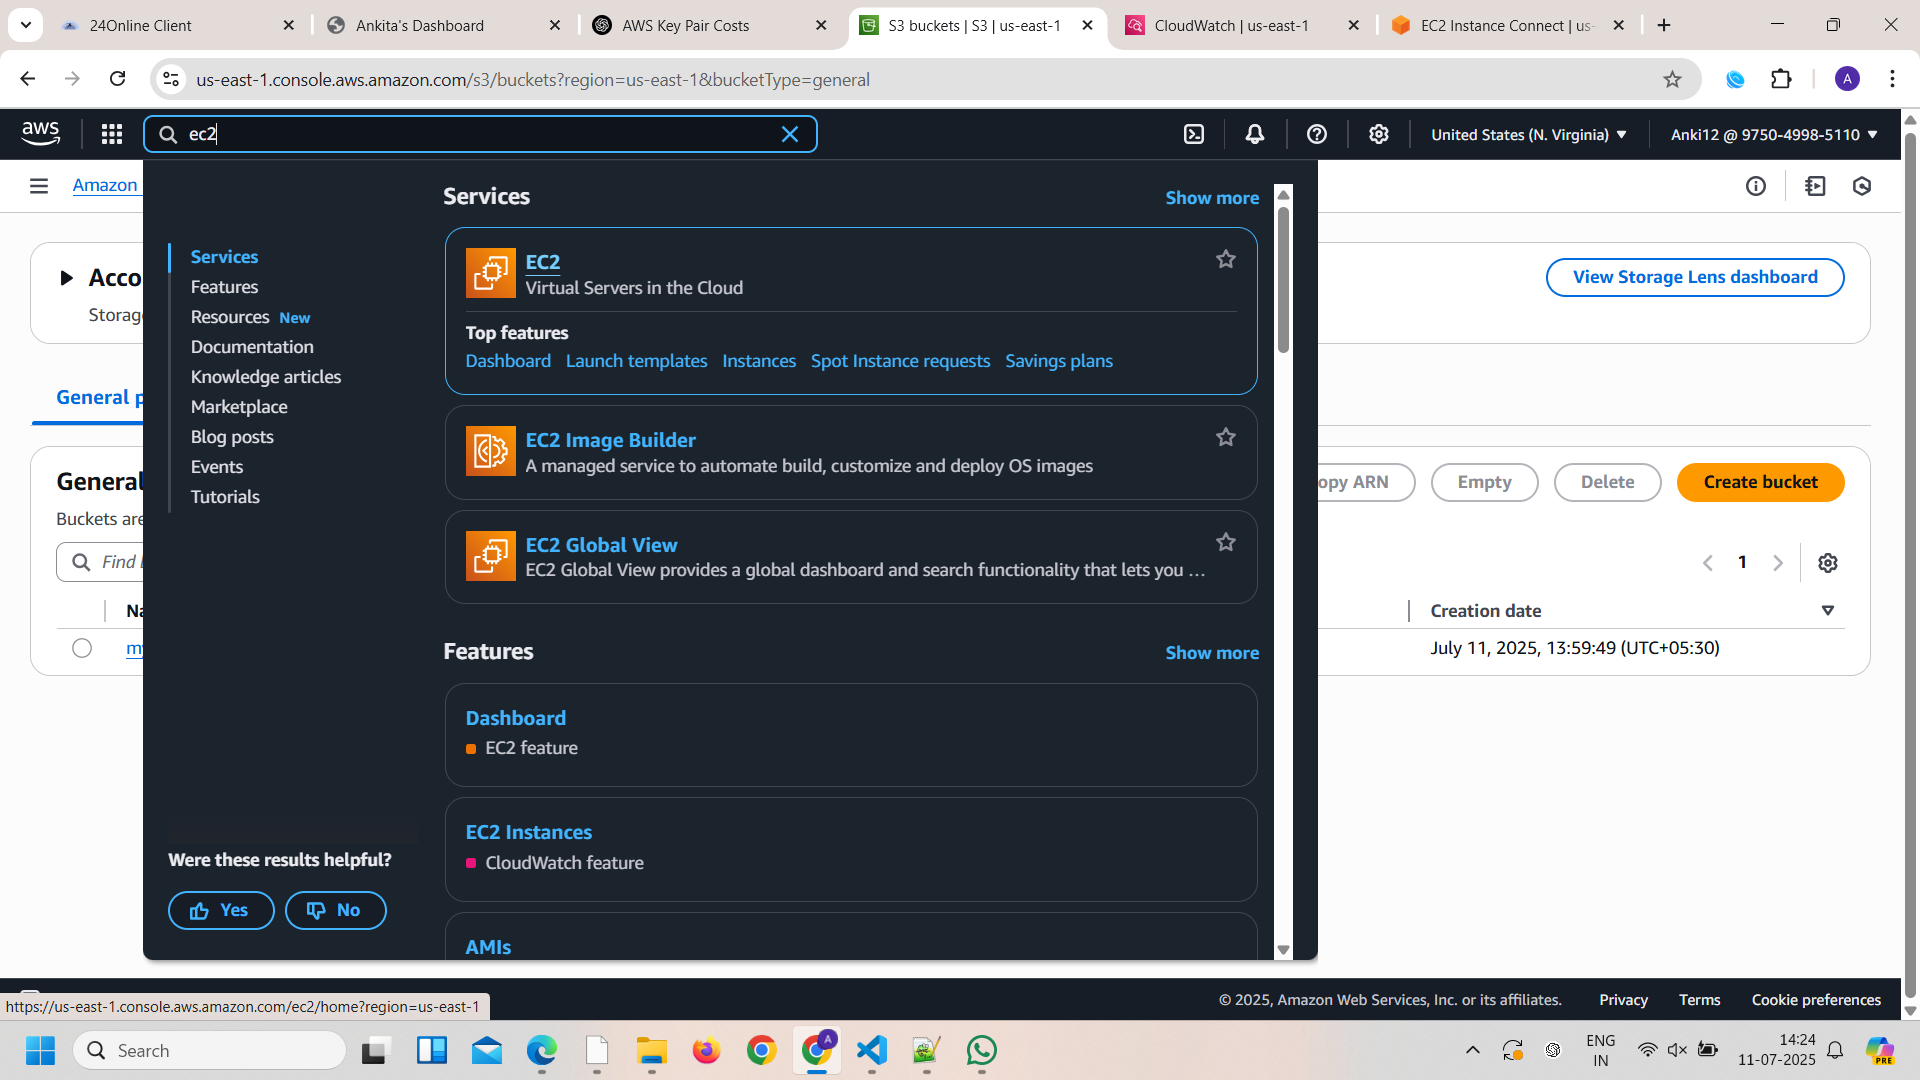 24Online Client
Ankita's Dashboard
AWS Key Pair Costs
S3 buckets | S3 | us-east-1
CloudWatch | us-east-1
EC2 Instance Connect | us-
us-east-1.console.aws.amazon.com/s3/buckets?region=us-east-1&bucketType=general
A
aws
ec2
United States (N. Virginia)
Anki12 @ 9750-4998-5110
Amazon
Services
Show more
Services
Features
Resources New
Documentation
Knowledge articles
Marketplace
Blog posts
Events
Tutorials
EC2
Virtual Servers in the Cloud
Top features
Dashboard Launch templates Instances Spot Instance requests Savings plans
EC2 Image Builder
A managed service to automate build, customize and deploy OS images
EC2 Global View
EC2 Global View provides a global dashboard and search functionality that lets you ...
Features
Show more
Dashboard
EC2 feature
EC2 Instances
CloudWatch feature
AMIs
Were these results helpful?
Yes
No
Acco
Storag
View Storage Lens dashboard
General p
General
Buckets are
opy ARN
Empty
Delete
Create bucket
Find
1
Na
Creation date
my
July 11, 2025, 13:59:49 (UTC+05:30)
https://us-east-1.console.aws.amazon.com/ec2/home?region=us-east-1
© 2025, Amazon Web Services, Inc. or its affiliates.
Privacy
Terms
Cookie preferences
Search
A
ENG
IN
14:24
11-07-2025
PRE